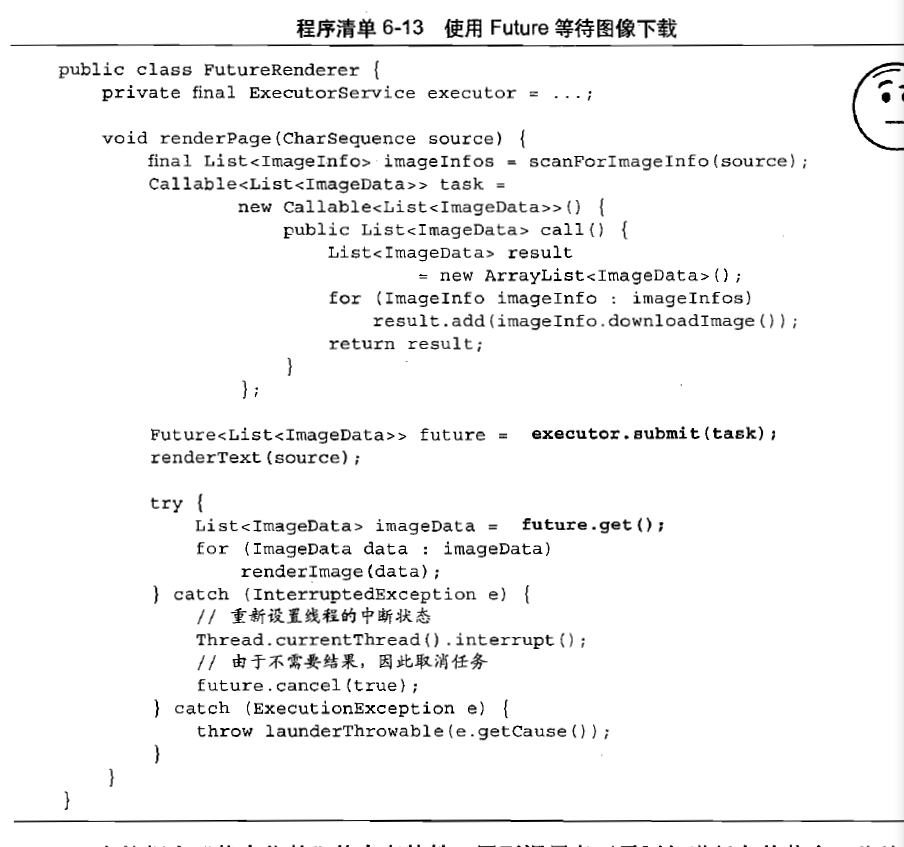 程序清单 6-13 使用 Future 等待图像下载
public class FutureRenderer {
    private final ExecutorService executor = ...;

    void renderPage(CharSequence source) {
        final List<ImageInfo> imageInfos = scanForImageInfo(source);
        Callable<List<ImageData>> task =
                new Callable<List<ImageData>>() {
                    public List<ImageData> call() {
                        List<ImageData> result
                                = new ArrayList<ImageData>();
                        for (ImageInfo imageInfo : imageInfos)
                            result.add(imageInfo.downloadImage());
                        return result;
                    }
                };

        Future<List<ImageData>> future = executor.submit(task);
        renderText(source);

        try {
            List<ImageData> imageData = future.get();
            for (ImageData data : imageData)
                renderImage(data);
        } catch (InterruptedException e) {
            // 重新设置线程的中断状态
            Thread.currentThread().interrupt();
            // 由于不需要结果，因此取消任务
            future.cancel(true);
        } catch (ExecutionException e) {
            throw launderThrowable(e.getCause());
        }
    }
}